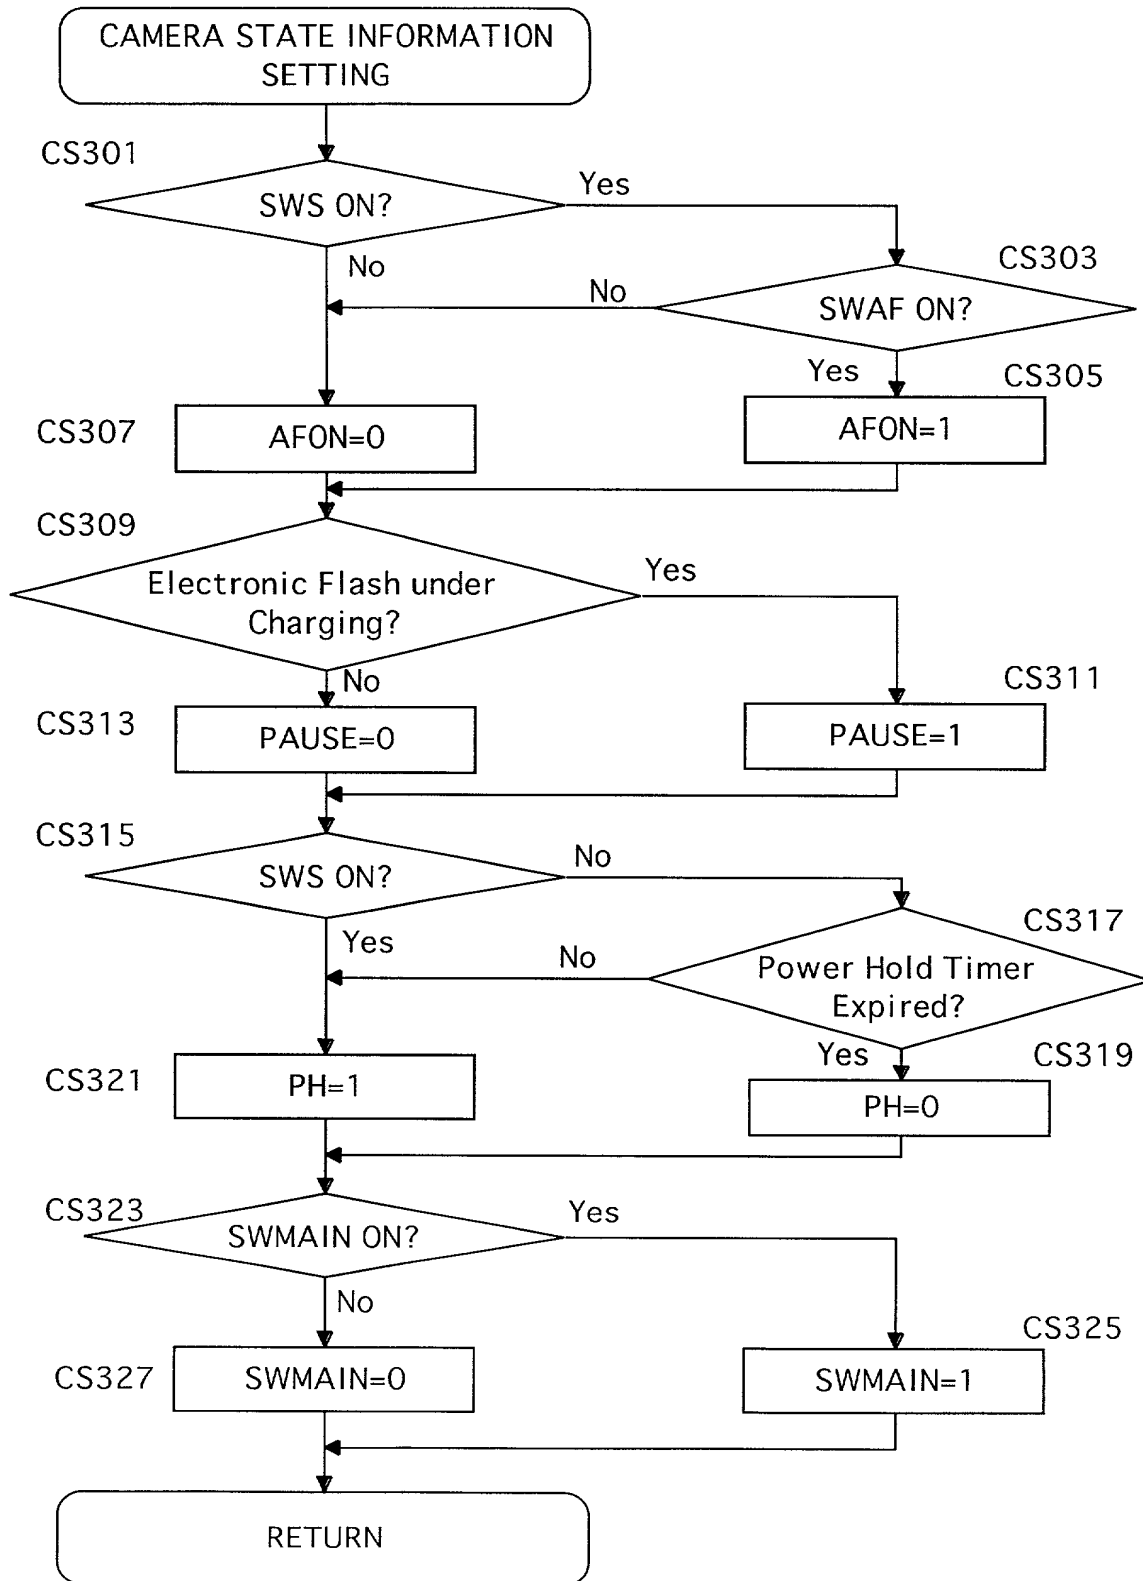 CAMERA STATE INFORMATION
SETTING
CS301
SWS ON?
Yes
No
CS303
SWAF ON?
No
Yes
CS305
AFON=1
CS307
AFON=0
CS309
Electronic Flash under
Charging?
Yes
No
CS311
PAUSE=1
CS313
PAUSE=0
CS315
SWS ON?
No
Yes
CS317
Power Hold Timer
Expired?
No
Yes
CS319
PH=0
CS321
PH=1
CS323
SWMAIN ON?
Yes
No
CS325
SWMAIN=1
CS327
SWMAIN=0
RETURN